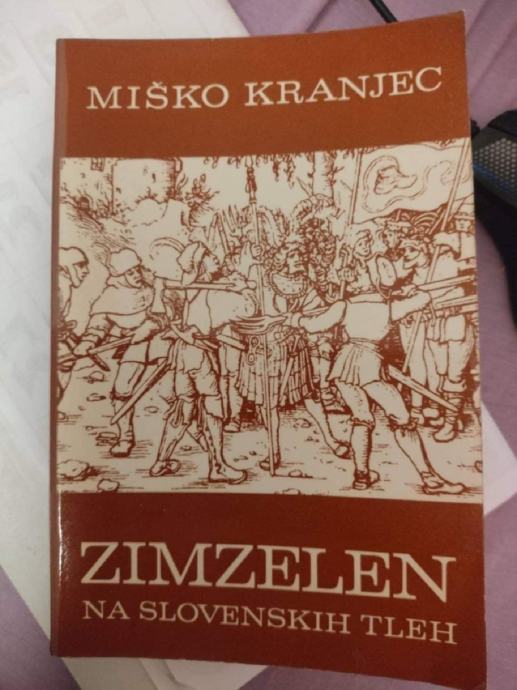 MIŠKO KRANJEC
ZIMZELEN
NA SLOVENSKIH TLEH